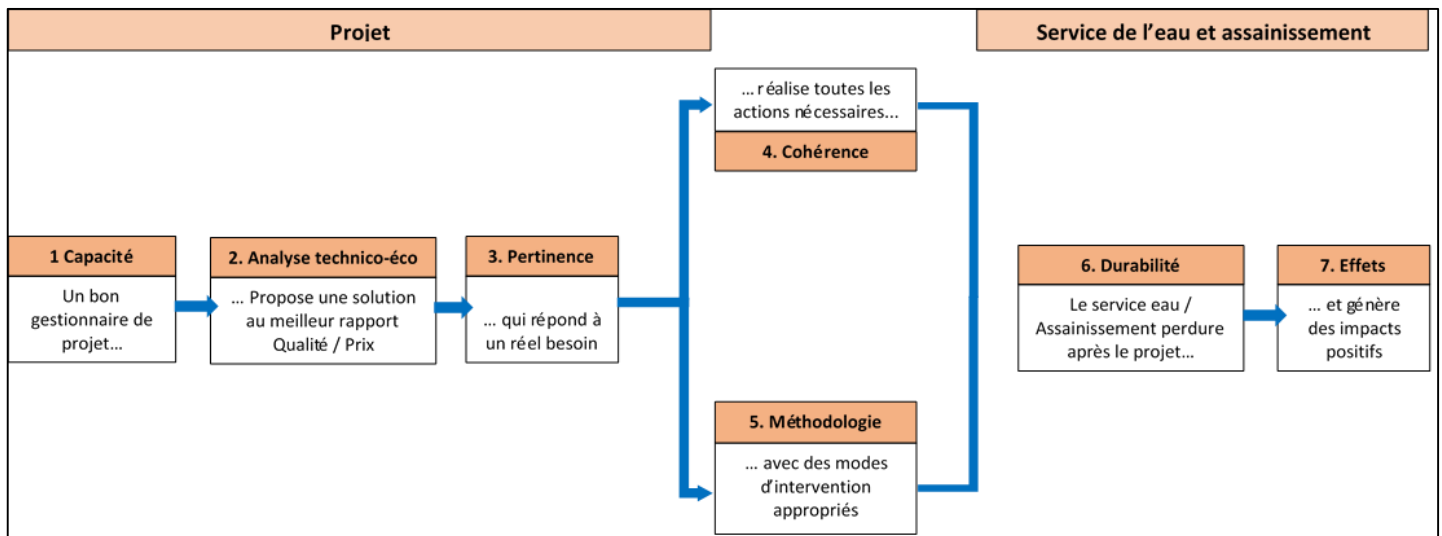 Projet
Service de l'eau et assainissement
1 Capacité
Un bon
gestionnaire de
projet...
2. Analyse technico-éco
... Propose une solution
au meilleur rapport
Qualité / Prix
3. Pertinence
... qui répond à
un réel besoin
... réalise toutes les
actions nécessaires...
4. Cohérence
5. Méthodologie
... avec des modes
d'intervention
appropriés
6. Durabilité
Le service eau /
Assainissement perdure
après le projet...
7. Effets
... et génère
des impacts
positifs